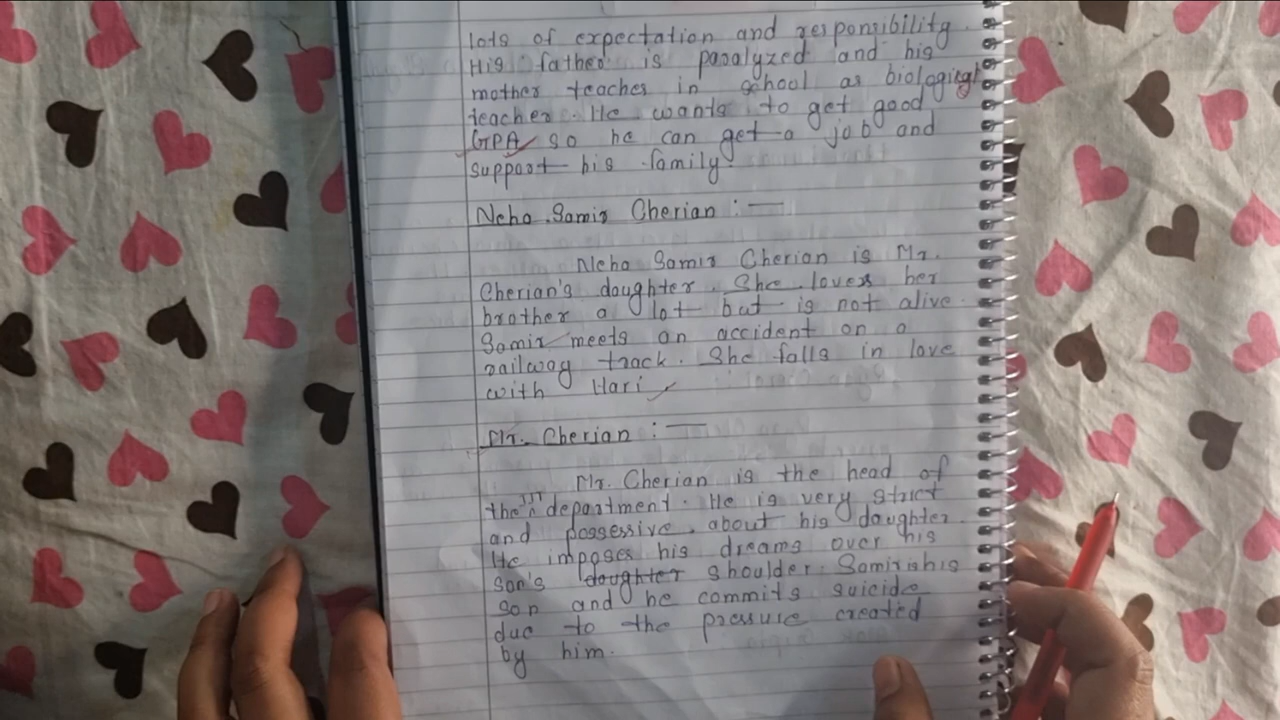 lots of expectation and responsibility.
His father is paralyzed and his
mother teaches in school as biological
teacher. He wants to get good
GPA so he can get a job and
support his family.
Neha Samir Cherian :—
Neha Samir Cherian is Mr.
Cherian's daughter. She loves her
brother a lot but is not alive.
Samir meets an accident on a
railway track. She falls in love
with Hari
Mr. Cherian :—
Mr. Cherian is the head of
the IIT department. He is very strict
and possessive about his daughter.
He imposes his dreams over his
son's daughter shoulder. Samir is his
son and he commits suicide
due to the pressure created
by him.